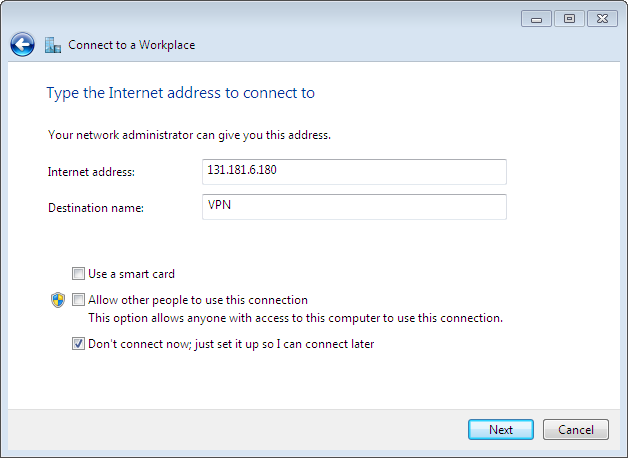 Connect to a Workplace
Type the Internet address to connect to
Your network administrator can give you this address.
Internet address: 131.181.6.180
Destination name: VPN
Use a smart card
Allow other people to use this connection
This option allows anyone with access to this computer to use this connection.
Don't connect now; just set it up so I can connect later
Next Cancel